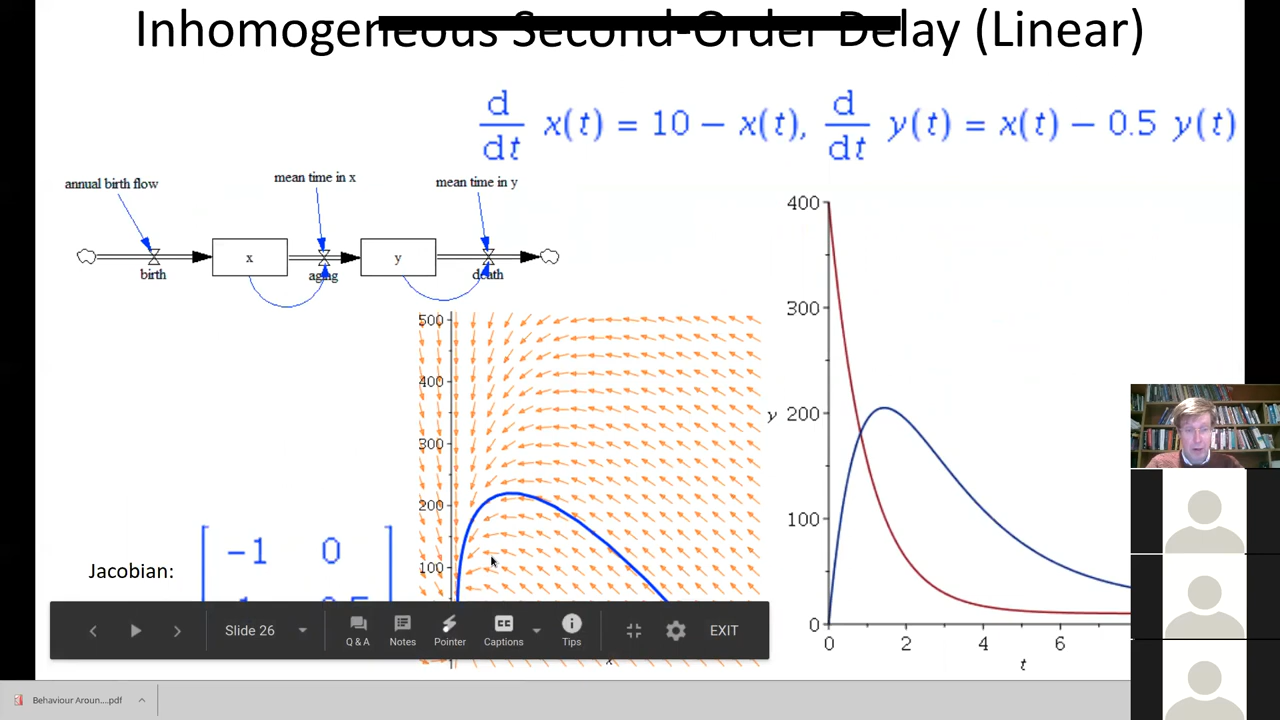 Inhomogeneous Second-Order Delay (Linear)
d/dt x(t) = 10 − x(t), d/dt y(t) = x(t) − 0.5 y(t)
annual birth flow
mean time in x
mean time in y
x
y
birth
aging
death
500
400
300
200
100
x
y
400
300
200
100
0
0
2
4
6
t
Jacobian:
−1 0
Slide 26
Q & A
Notes
Pointer
CC
Captions
Tips
EXIT
Behaviour Aroun....pdf